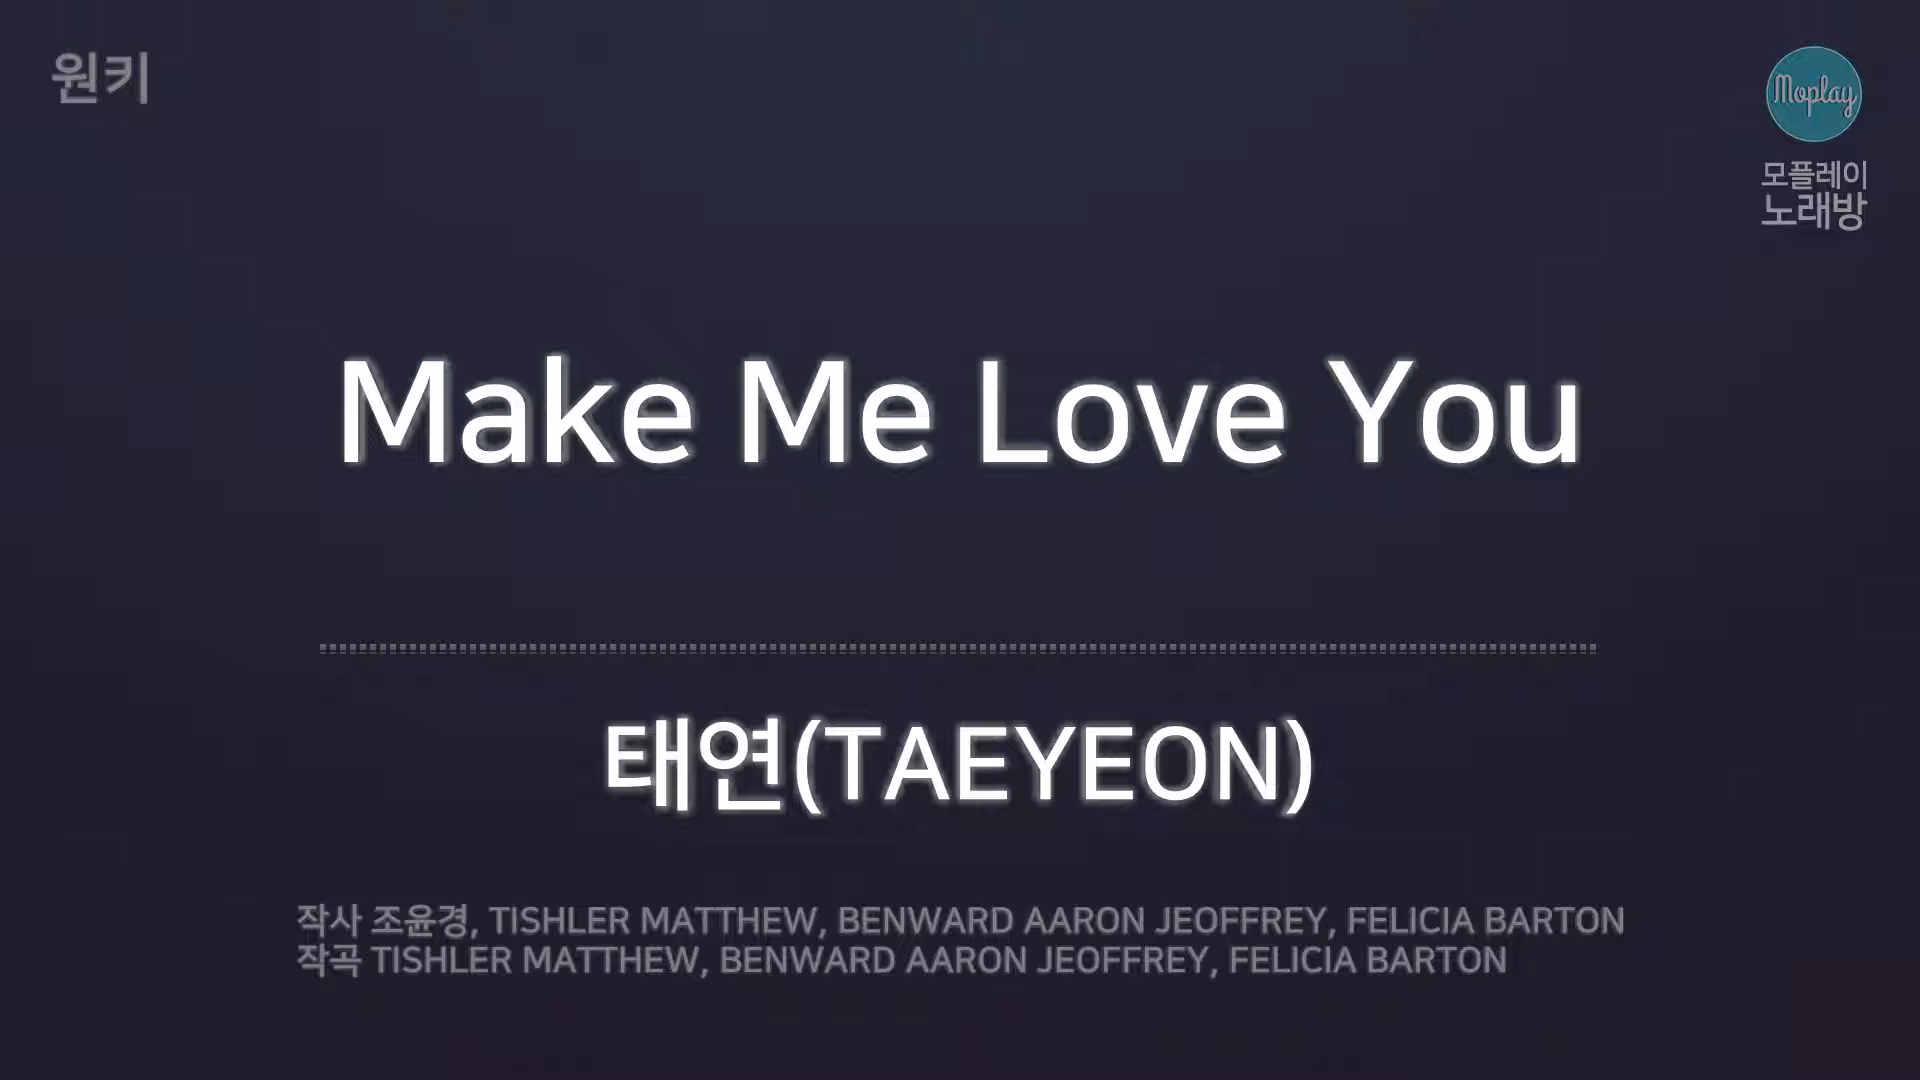 원키
Moplay
모플레이
노래방
Make Me Love You
태연(TAEYEON)
작사 조윤경, TISHLER MATTHEW, BENWARD AARON JEOFFREY, FELICIA BARTON
작곡 TISHLER MATTHEW, BENWARD AARON JEOFFREY, FELICIA BARTON